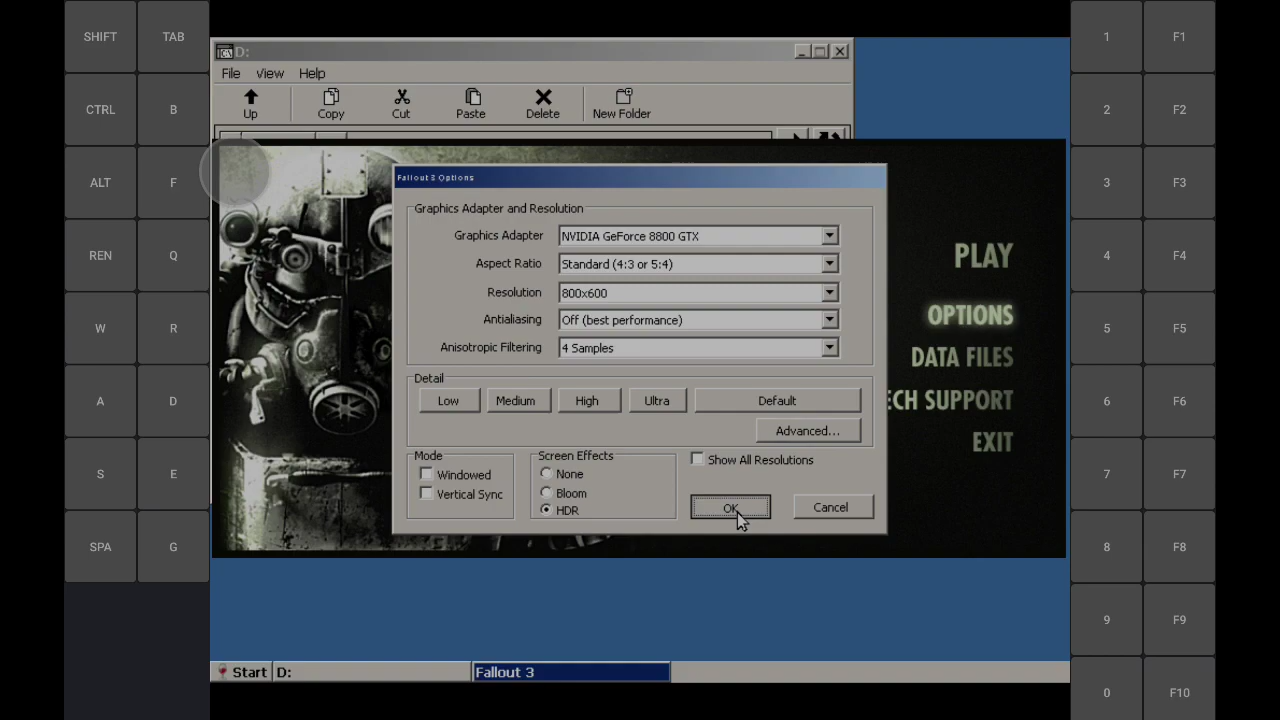 SHIFT
TAB
CTRL
B
ALT
F
REN
Q
W
R
A
D
S
E
SPA
G
D:
File View Help
Up
Copy
Cut
Paste
Delete
New Folder
Fallout 3 Options
Graphics Adapter and Resolution
Graphics Adapter NVIDIA GeForce 8800 GTX
Aspect Ratio Standard (4:3 or 5:4)
Resolution 800x600
Antialiasing Off (best performance)
Anisotropic Filtering 4 Samples
Detail
Low Medium High Ultra Default
Advanced...
Mode
Windowed
Vertical Sync
Screen Effects
None
Bloom
HDR
Show All Resolutions
OK Cancel
PLAY
OPTIONS
DATA FILES
ECH SUPPORT
EXIT
Start D: Fallout 3
1 F1
2 F2
3 F3
4 F4
5 F5
6 F6
7 F7
8 F8
9 F9
0 F10